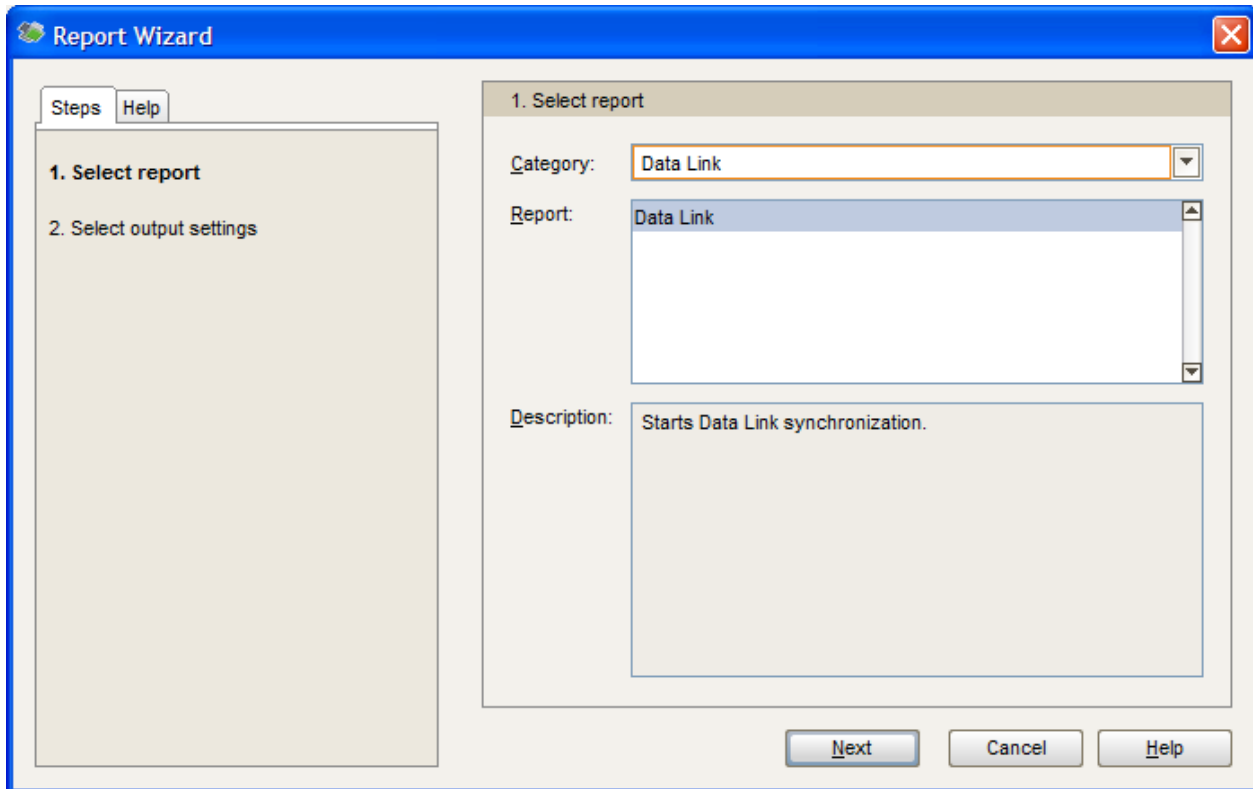 Report Wizard
Steps
Help
1. Select report
2. Select output settings
1. Select report
Category: Data Link
Report: Data Link
Description: Starts Data Link synchronization.
Next
Cancel
Help